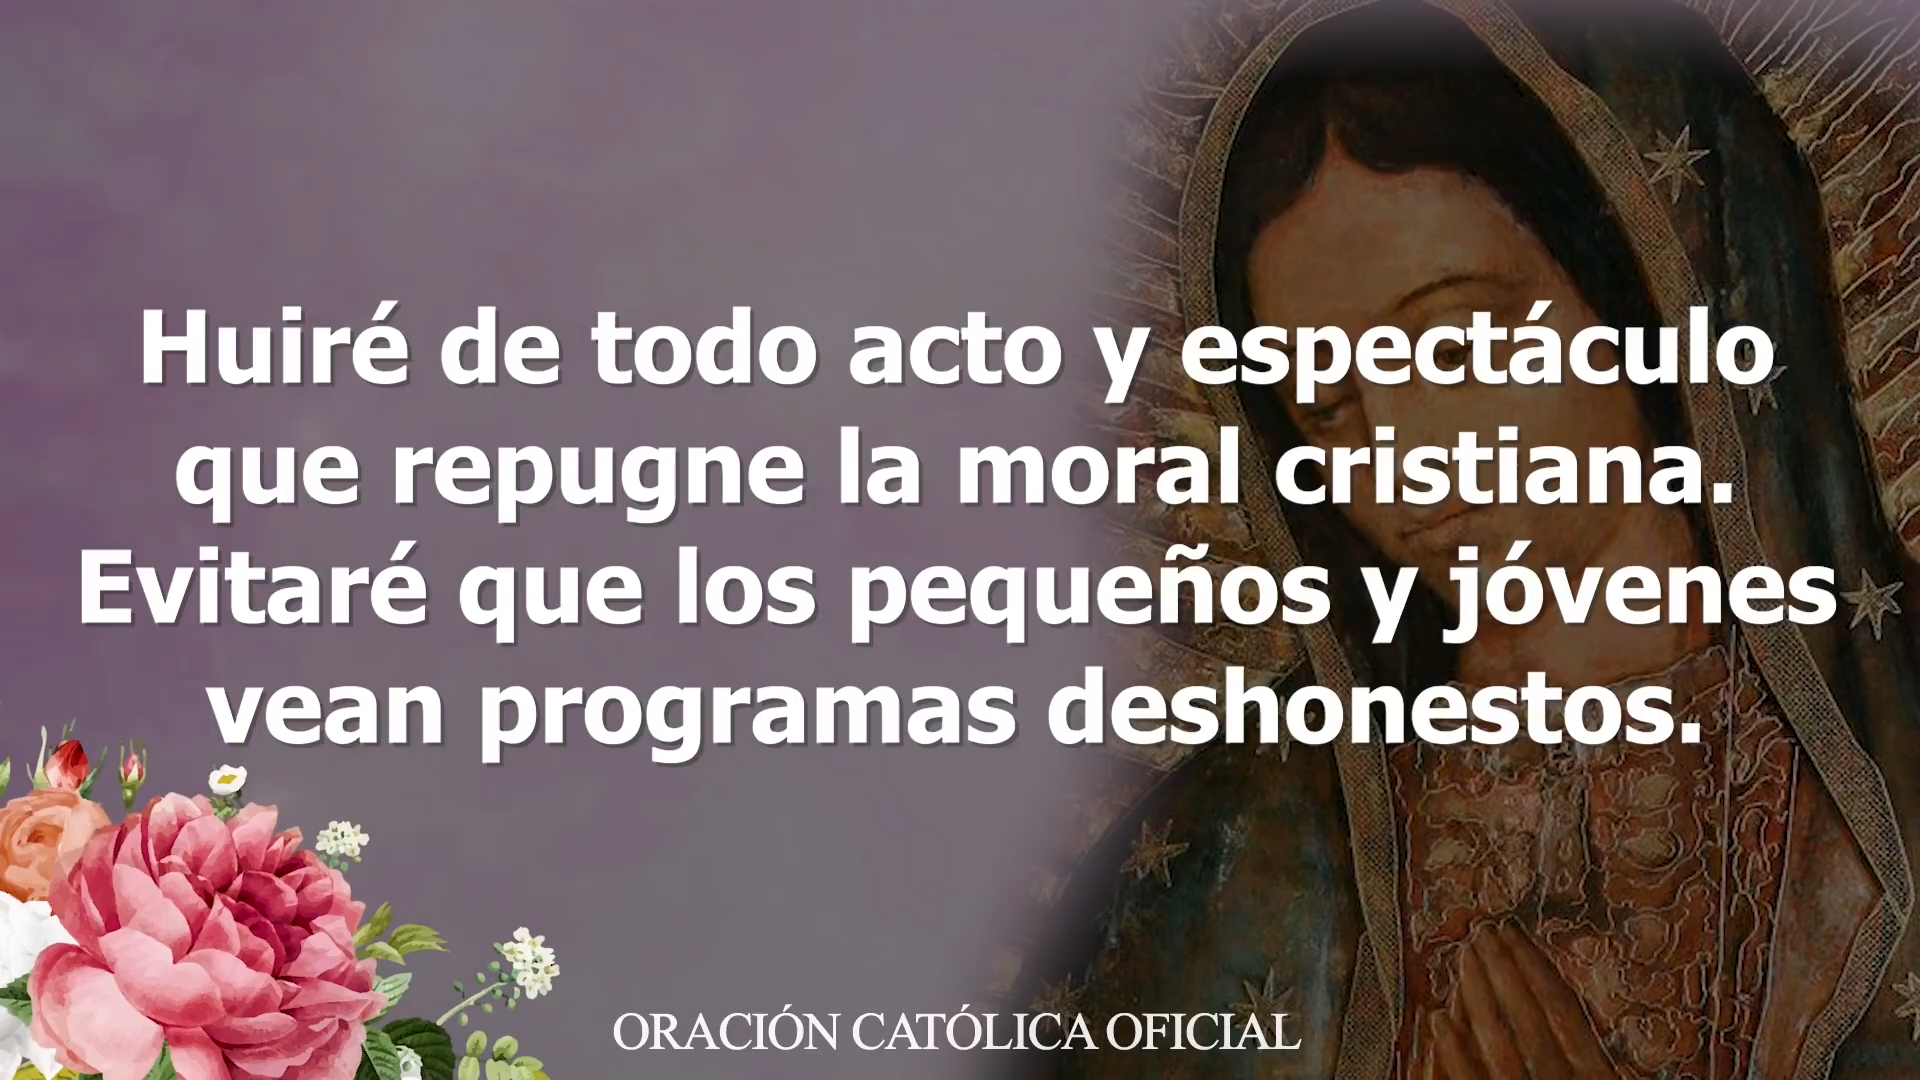 Huiré de todo acto y espectáculo
que repugne la moral cristiana.
Evitaré que los pequeños y jóvenes
vean programas deshonestos.
ORACIÓN CATÓLICA OFICIAL